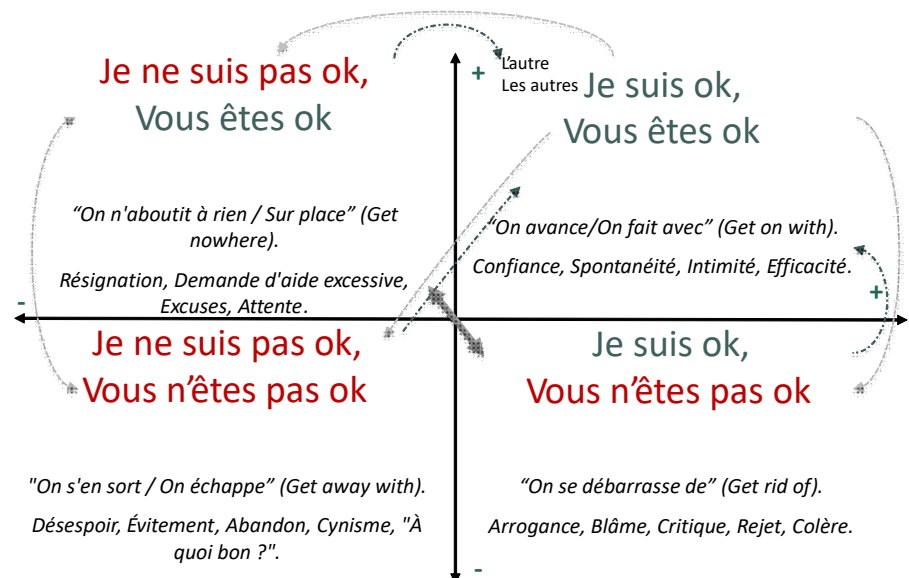 Je ne suis pas ok,
Vous êtes ok
+
L'autre
Les autres
Je suis ok,
Vous êtes ok
“On n'aboutit à rien / Sur place” (Get
nowhere).
Résignation, Demande d'aide excessive,
Excuses, Attente.
“On avance/On fait avec” (Get on with).
Confiance, Spontanéité, Intimité, Efficacité.
-
+
Je ne suis pas ok,
Vous n’êtes pas ok
Je suis ok,
Vous n’êtes pas ok
"On s'en sort / On échappe” (Get away with).
Désespoir, Évitement, Abandon, Cynisme, "À
quoi bon ?".
“On se débarrasse de” (Get rid of).
Arrogance, Blâme, Critique, Rejet, Colère.
-